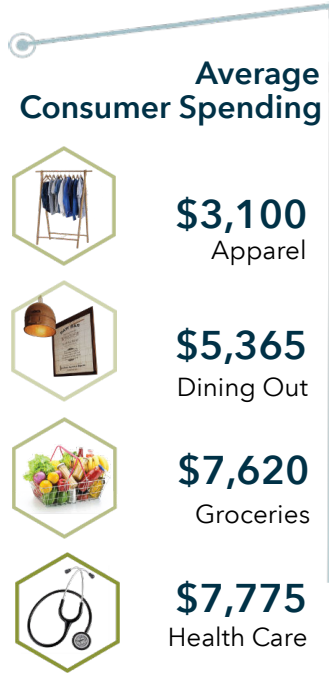 Average
Consumer Spending
$3,100
Apparel
$5,365
Dining Out
$7,620
Groceries
$7,775
Health Care